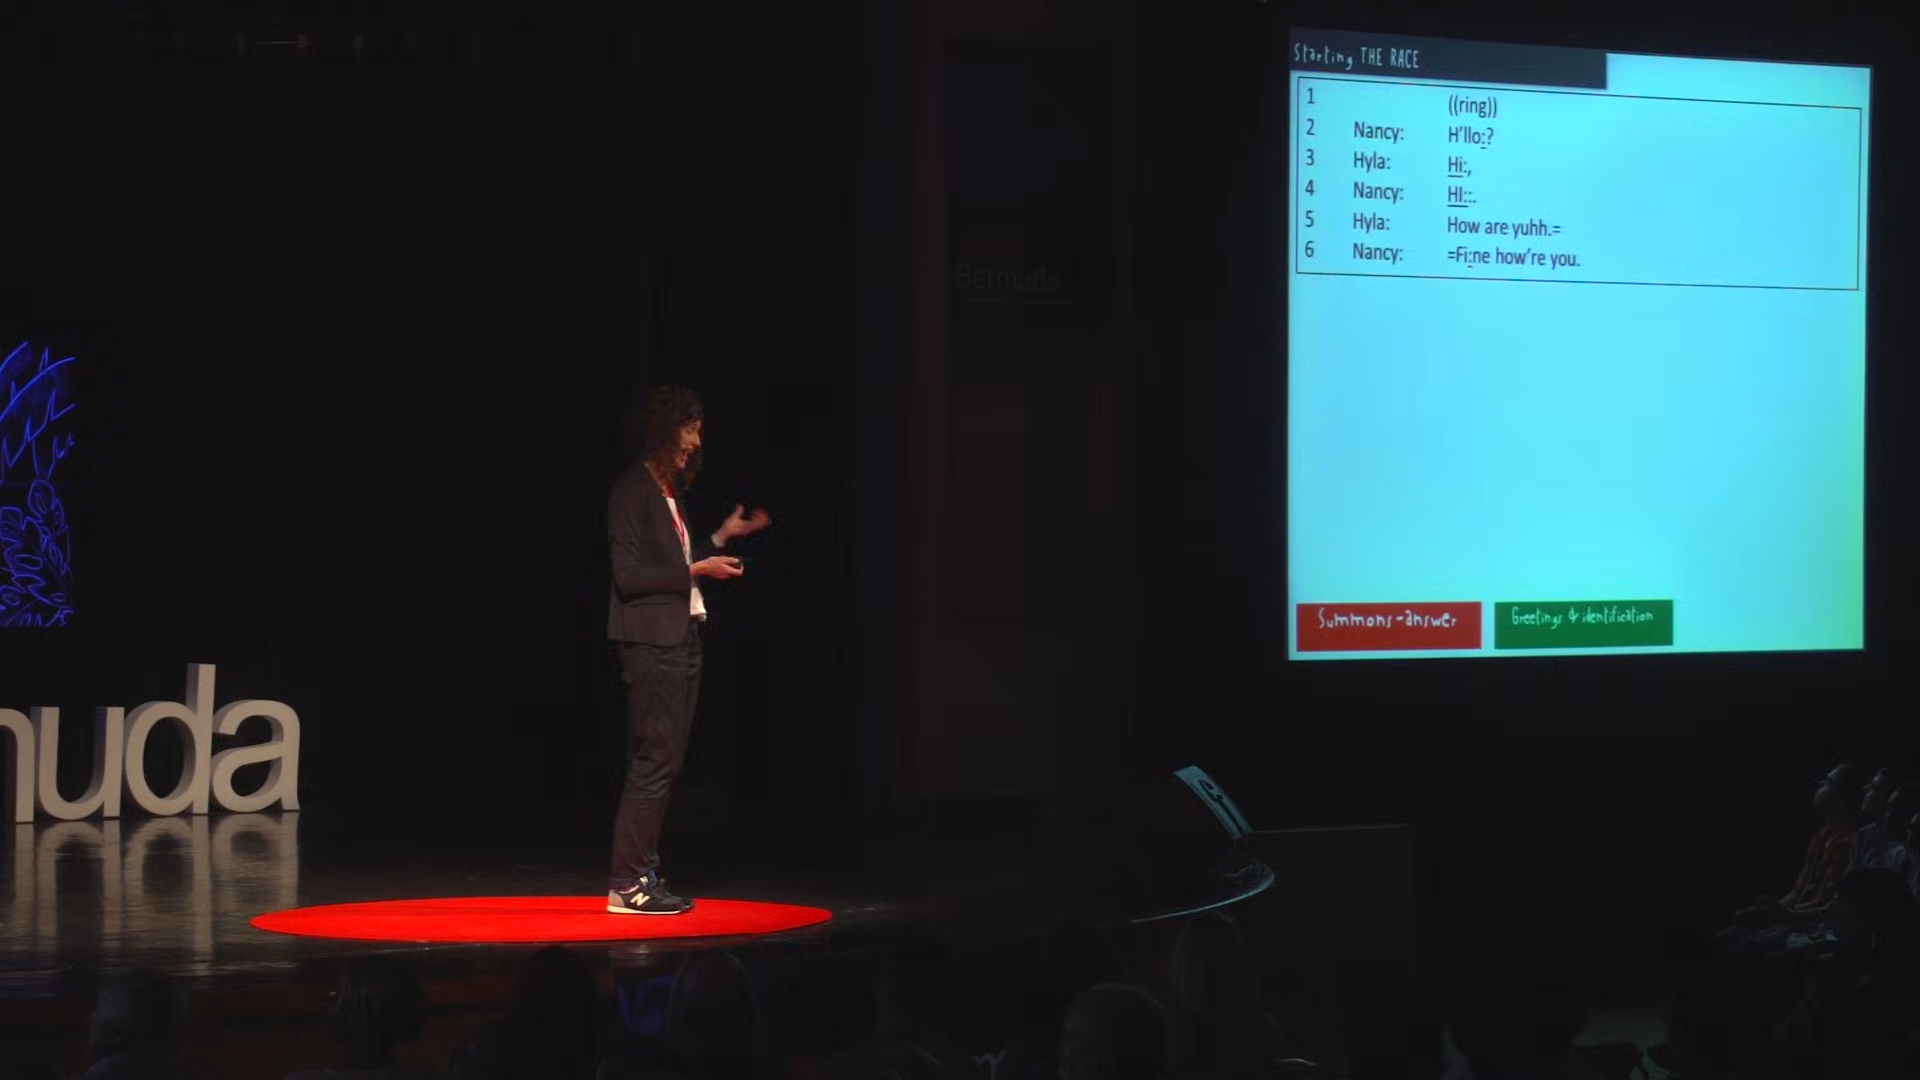 Starting THE RACE
1 ((ring))
2 Nancy: H'llo:?
3 Hyla: Hi:,
4 Nancy: HI::.
5 Hyla: How are yuhh.=
6 Nancy: =Fi:ne how're you.
Summons-answer
Greetings & identification
Bermuda
nuda
N